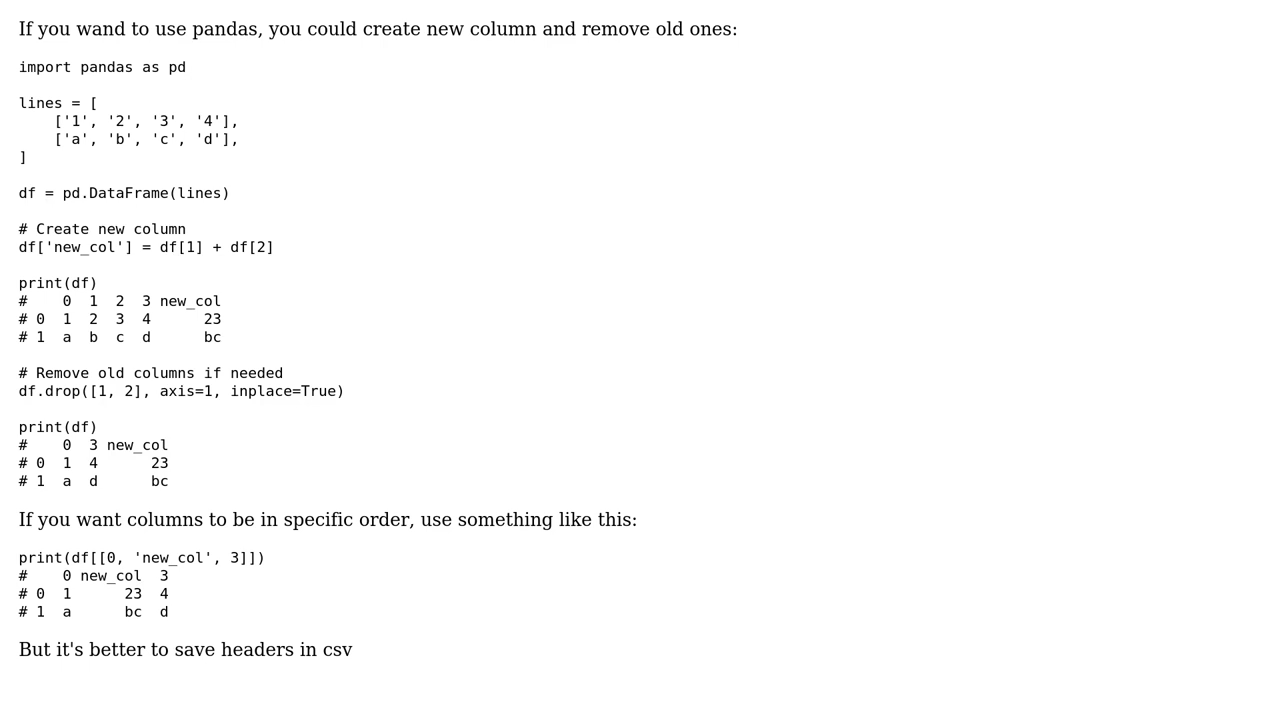 If you wand to use pandas, you could create new column and remove old ones:
import pandas as pd
lines = [
    ['1', '2', '3', '4'],
    ['a', 'b', 'c', 'd'],
]
df = pd.DataFrame(lines)
# Create new column
df['new_col'] = df[1] + df[2]
print(df)
#    0  1  2  3 new_col
# 0  1  2  3  4      23
# 1  a  b  c  d      bc
# Remove old columns if needed
df.drop([1, 2], axis=1, inplace=True)
print(df)
#    0  3 new_col
# 0  1  4      23
# 1  a  d      bc
If you want columns to be in specific order, use something like this:
print(df[[0, 'new_col', 3]])
#    0 new_col  3
# 0  1      23  4
# 1  a      bc  d
But it's better to save headers in csv